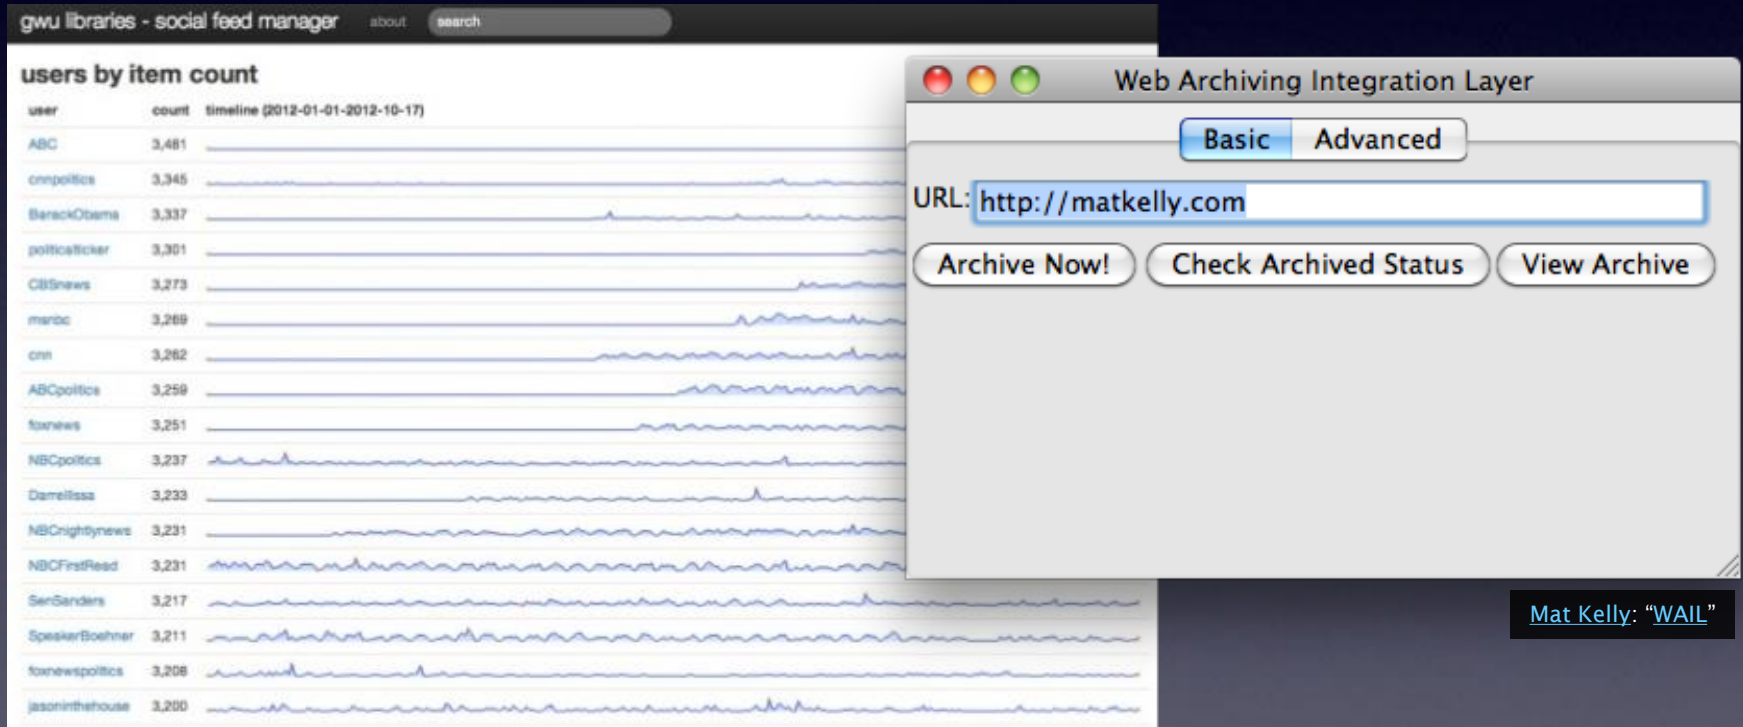 gwu libraries - social feed manager about search
users by item count
user count timeline (2012-01-01-2012-10-17)
ABC 3,481
cnnpolitics 3,345
BarackObama 3,337
politicalticker 3,301
CBSnews 3,273
msnbc 3,269
cnn 3,262
ABCpolitics 3,259
foxnews 3,251
NBCpolitics 3,237
DarrellIssa 3,233
NBCnightlynews 3,231
NBCFirstRead 3,231
SenSanders 3,217
SpeakerBoehner 3,211
foxnewspolitics 3,208
jasoninthehouse 3,200
Web Archiving Integration Layer
Basic Advanced
URL: http://matkelly.com
Archive Now! Check Archived Status View Archive
Mat Kelly: “WAIL”